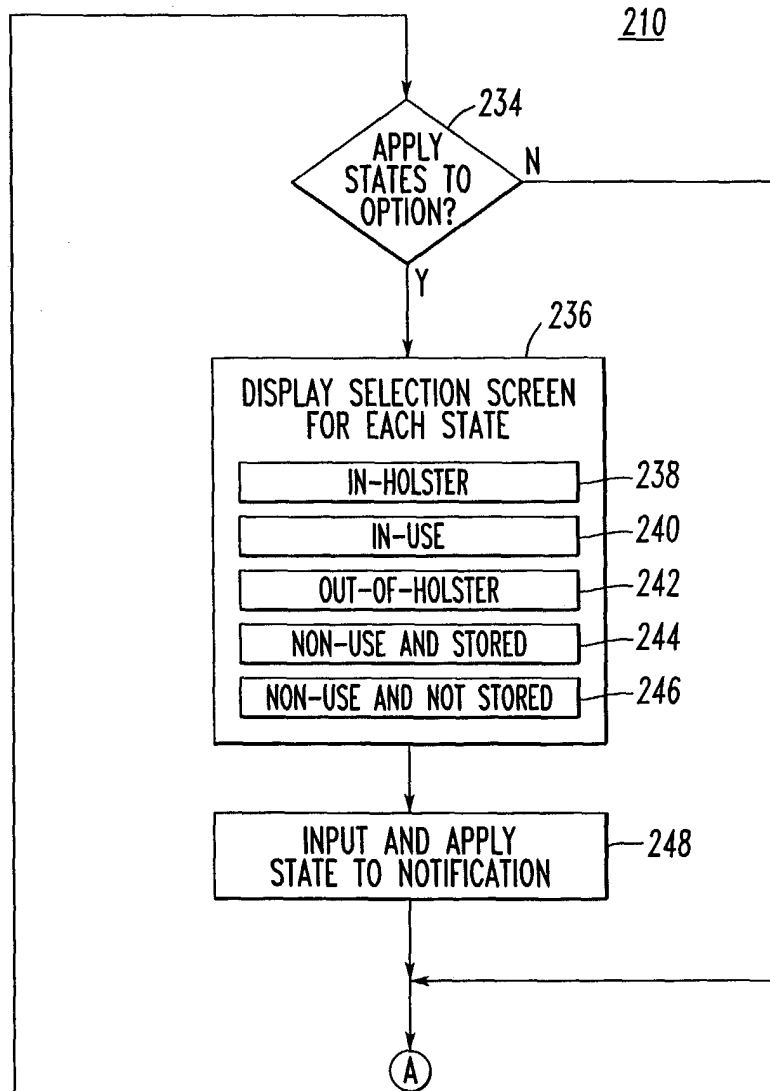 210
234
APPLY
STATES TO
OPTION?
N
Y
236
DISPLAY SELECTION SCREEN
FOR EACH STATE
IN-HOLSTER
238
IN-USE
240
OUT-OF-HOLSTER
242
NON-USE AND STORED
244
NON-USE AND NOT STORED
246
INPUT AND APPLY
STATE TO NOTIFICATION
248
A